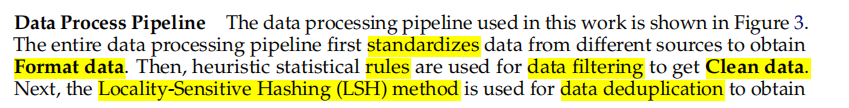 Data Process Pipeline The data processing pipeline used in this work is shown in Figure 3.
The entire data processing pipeline first standardizes data from different sources to obtain
Format data. Then, heuristic statistical rules are used for data filtering to get Clean data.
Next, the Locality-Sensitive Hashing (LSH) method is used for data deduplication to obtain